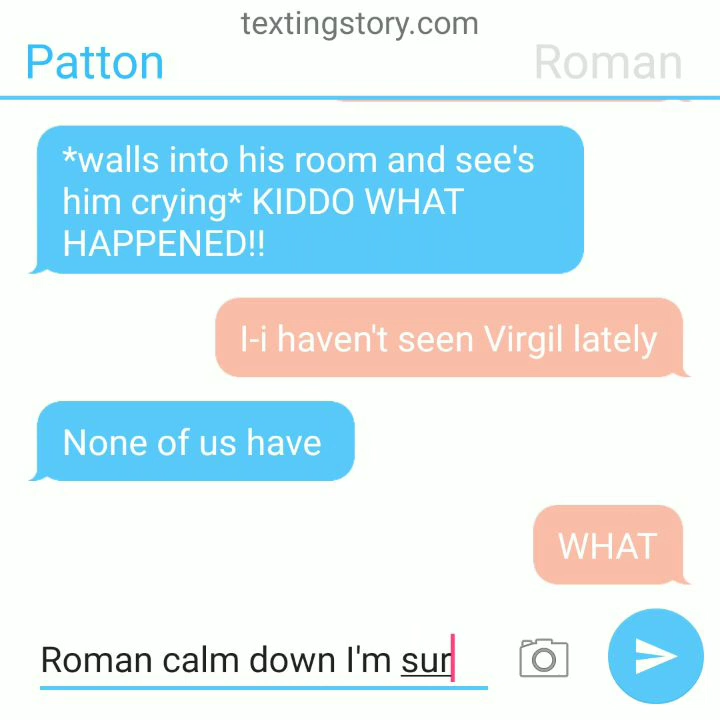 textingstory.com
Patton
Roman
*walls into his room and see's
him crying* KIDDO WHAT
HAPPENED!!
I-i haven't seen Virgil lately
None of us have
WHAT
Roman calm down I'm sur